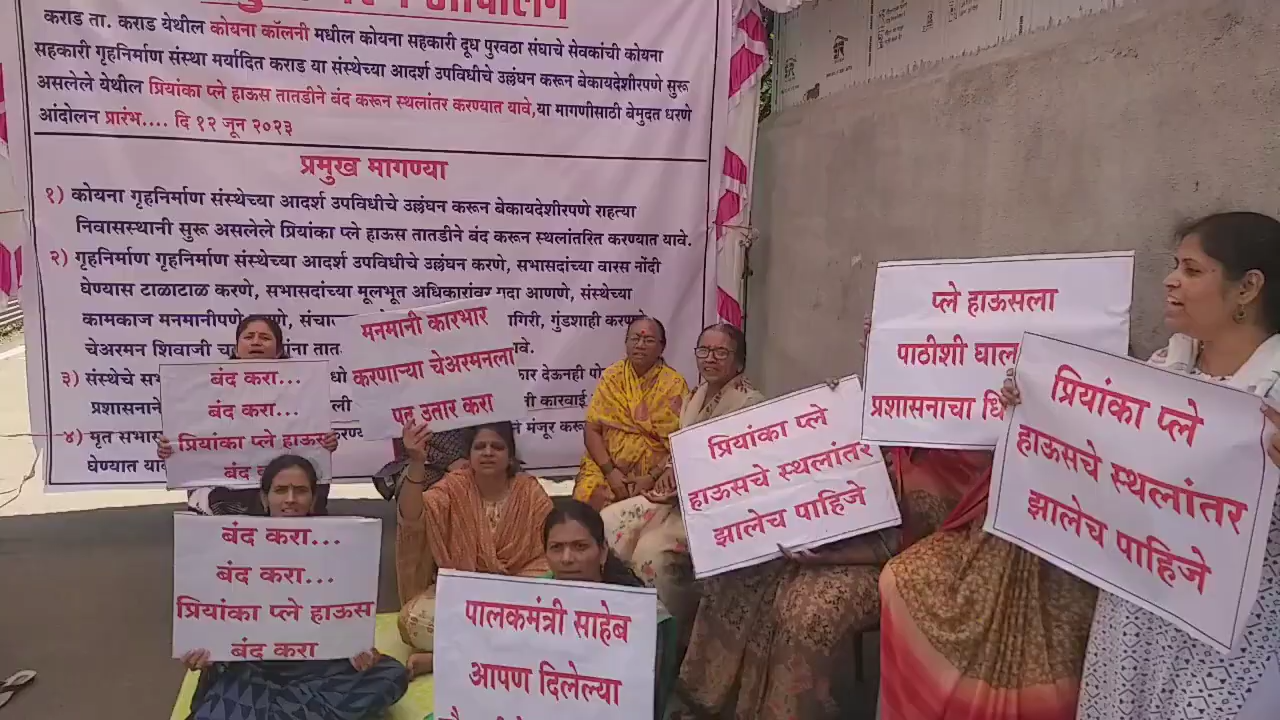 कराड ता. कराड येथील कोयना कॉलनी मधील कोयना सहकारी दूध पुरवठा संघाचे सेवकांची कोयना
सहकारी गृहनिर्माण संस्था मर्यादित कराड या संस्थेच्या आदर्श उपविधीचे उल्लंघन करून बेकायदेशीरपणे सुरू
असलेले येथील प्रियांका प्ले हाऊस तातडीने बंद करून स्थलांतर करण्यात यावे,या मागणीसाठी बेमुदत धरणे
आंदोलन प्रारंभ.... दि १२ जून २०२३
प्रमुख मागण्या
१) कोयना गृहनिर्माण संस्थेच्या आदर्श उपविधीचे उल्लंघन करून बेकायदेशीरपणे राहत्या
निवासस्थानी सुरू असलेले प्रियांका प्ले हाऊस तातडीने बंद करून स्थलांतरित करण्यात यावे.
२) गृहनिर्माण गृहनिर्माण संस्थेच्या आदर्श उपविधीचे उल्लंघन करणे, सभासदांच्या वारस नोंदी
घेण्यास टाळाटाळ करणे, सभासदांच्या मूलभूत अधिकारांवर गदा आणणे, संस्थेच्या
कामकाज मनमानीपणे गुंडशाही
चेअरमन शिवाजी
३) संस्थेचे देऊनही
प्रशासनाने कारवाई
४) मृत मंजूर
घेण्यात
मनमानी कारभार
करणाऱ्या चेअरमनला
पद उतार करा
बंद करा...
बंद करा...
प्रियांका प्ले हाऊस
बंद
बंद करा...
बंद करा...
प्रियांका प्ले हाऊस
बंद करा
पालकमंत्री साहेब
आपण दिलेल्या
प्रियांका प्ले
हाऊसचे स्थलांतर
झालेच पाहिजे
प्ले हाऊसला
पाठीशी
प्रशासनाचा
प्रियांका प्ले
हाऊसचे स्थलांतर
झालेच पाहिजे